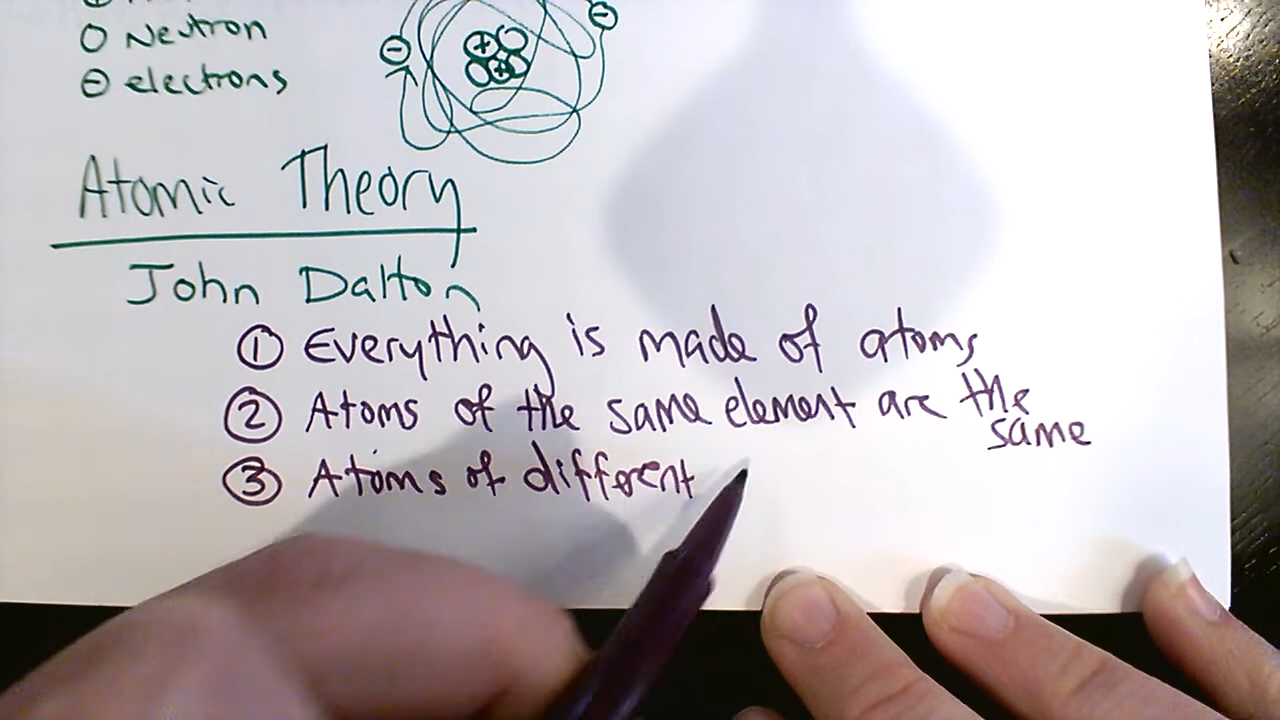 Neutron
electrons
Atomic Theory
John Dalton
① Everything is made of atoms
② Atoms of the same element are the
same
③ Atoms of different